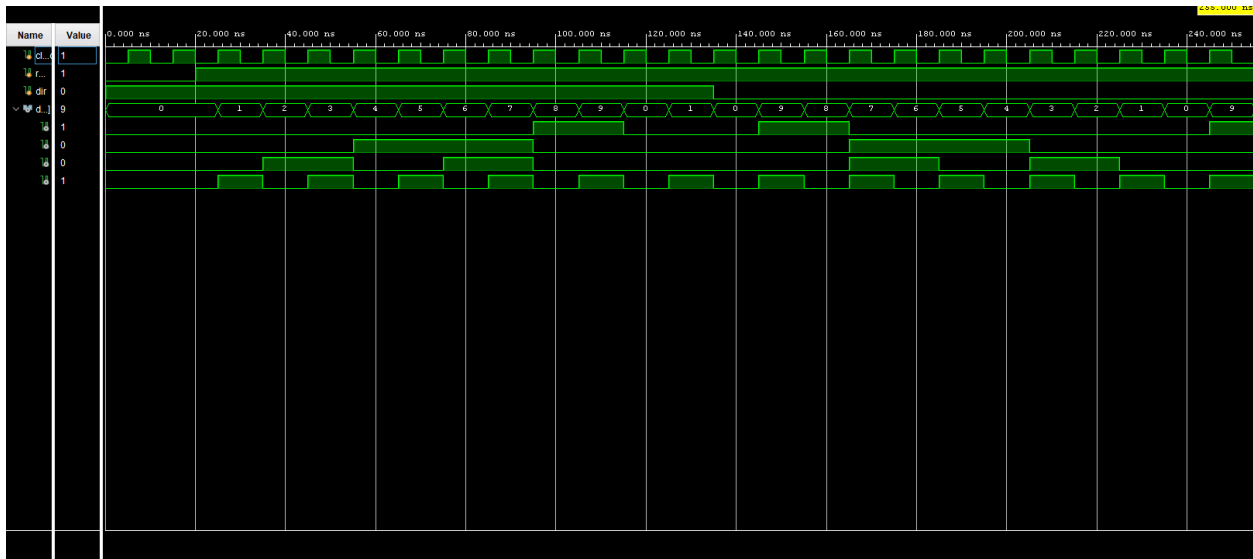 255.000 ns
Name Value 0.000 ns 20.000 ns 40.000 ns 60.000 ns 80.000 ns 100.000 ns 120.000 ns 140.000 ns 160.000 ns 180.000 ns 200.000 ns 220.000 ns 240.000 ns
cl...c 1
r... 1
dir 0
d...] 9 0 1 2 3 4 5 6 7 8 9 0 1 0 9 8 7 6 5 4 3 2 1 0 9
1
0
0
1